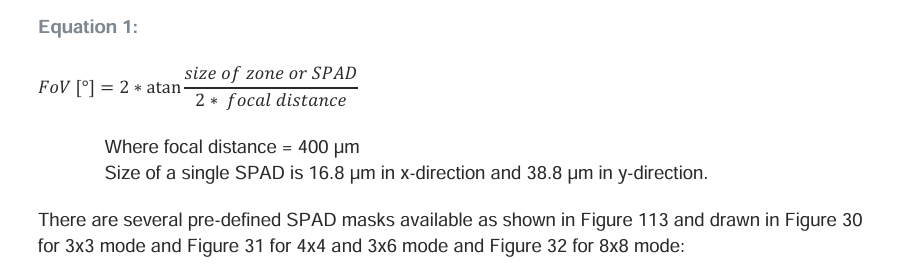 Equation 1:
FoV [°] = 2 * atan size of zone or SPAD / 2 * focal distance
Where focal distance = 400 µm
Size of a single SPAD is 16.8 µm in x-direction and 38.8 µm in y-direction.
There are several pre-defined SPAD masks available as shown in Figure 113 and drawn in Figure 30
for 3x3 mode and Figure 31 for 4x4 and 3x6 mode and Figure 32 for 8x8 mode: